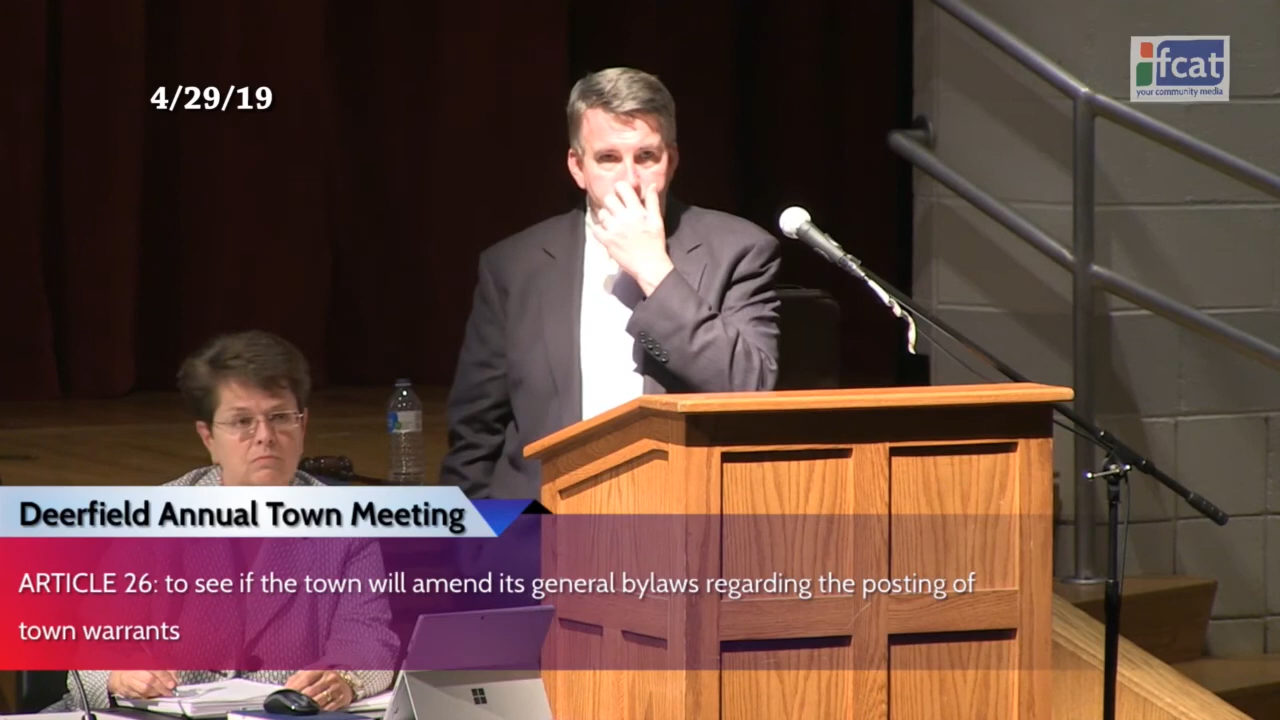 4/29/19
fcat
your community media
Deerfield Annual Town Meeting
ARTICLE 26: to see if the town will amend its general bylaws regarding the posting of
town warrants